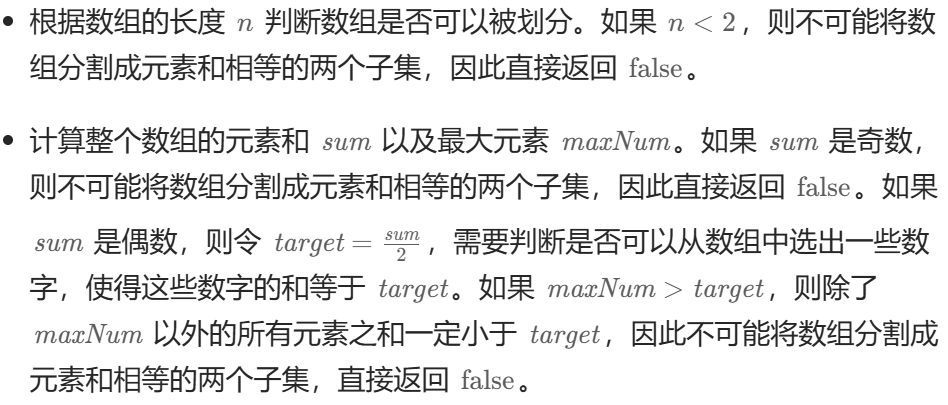 • 根据数组的长度 n 判断数组是否可以被划分。如果 n < 2，则不可能将数
组分割成元素和相等的两个子集，因此直接返回 false。
• 计算整个数组的元素和 sum 以及最大元素 maxNum。如果 sum 是奇数，
则不可能将数组分割成元素和相等的两个子集，因此直接返回 false。如果
sum 是偶数，则令 target = \frac{sum}{2}，需要判断是否可以从数组中选出一些数
字，使得这些数字的和等于 target。如果 maxNum > target，则除了
maxNum 以外的所有元素之和一定小于 target，因此不可能将数组分割成
元素和相等的两个子集，直接返回 false。